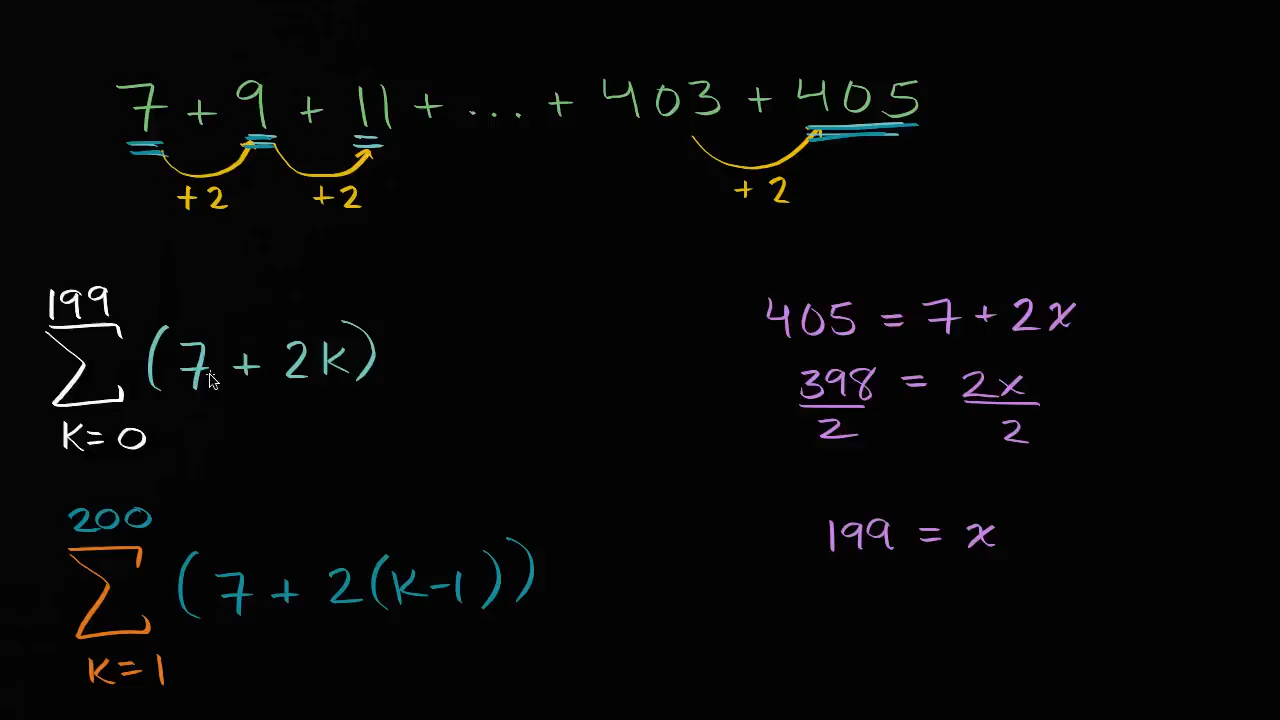 7 + 9 + 11 + ... + 403 + 405
+2 +2 + 2
199
∑ (7 + 2k)
k=0
405 = 7 + 2x
398 = 2x
2 2
199 = x
200
∑ (7 + 2(k-1))
k=1